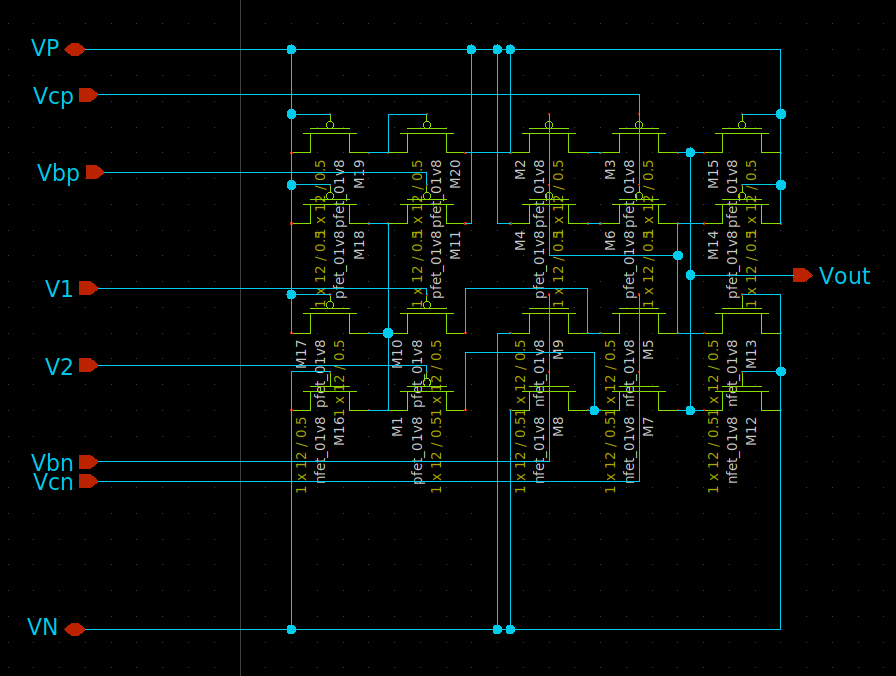 VP
Vcp
Vbp
V1
V2
Vbn
Vcn
VN
Vout
M19
pfet_01v8
1 x 12 / 0.5
M20
pfet_01v8
1 x 12 / 0.5
M2
pfet_01v8
1 x 12 / 0.5
M3
pfet_01v8
1 x 12 / 0.5
M15
pfet_01v8
1 x 12 / 0.5
M18
pfet_01v8
1 x 12 / 0.5
M11
pfet_01v8
1 x 12 / 0.5
M4
pfet_01v8
1 x 12 / 0.5
M6
pfet_01v8
1 x 12 / 0.5
M14
pfet_01v8
1 x 12 / 0.5
M17
pfet_01v8
1 x 12 / 0.5
M10
pfet_01v8
1 x 12 / 0.5
M9
nfet_01v8
1 x 12 / 0.5
M5
nfet_01v8
1 x 12 / 0.5
M13
nfet_01v8
1 x 12 / 0.5
M16
nfet_01v8
1 x 12 / 0.5
M1
pfet_01v8
1 x 12 / 0.5
M8
nfet_01v8
1 x 12 / 0.5
M7
nfet_01v8
1 x 12 / 0.5
M12
nfet_01v8
1 x 12 / 0.5